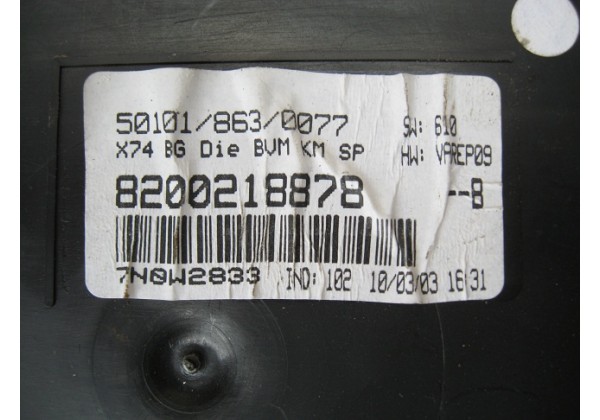 50101/863/0077 SW: 610
X74 BG Die BVM KM SP HW: VAREP09
8200218878 --B
7N0W2833 IND: 102 10/03/03 16:31